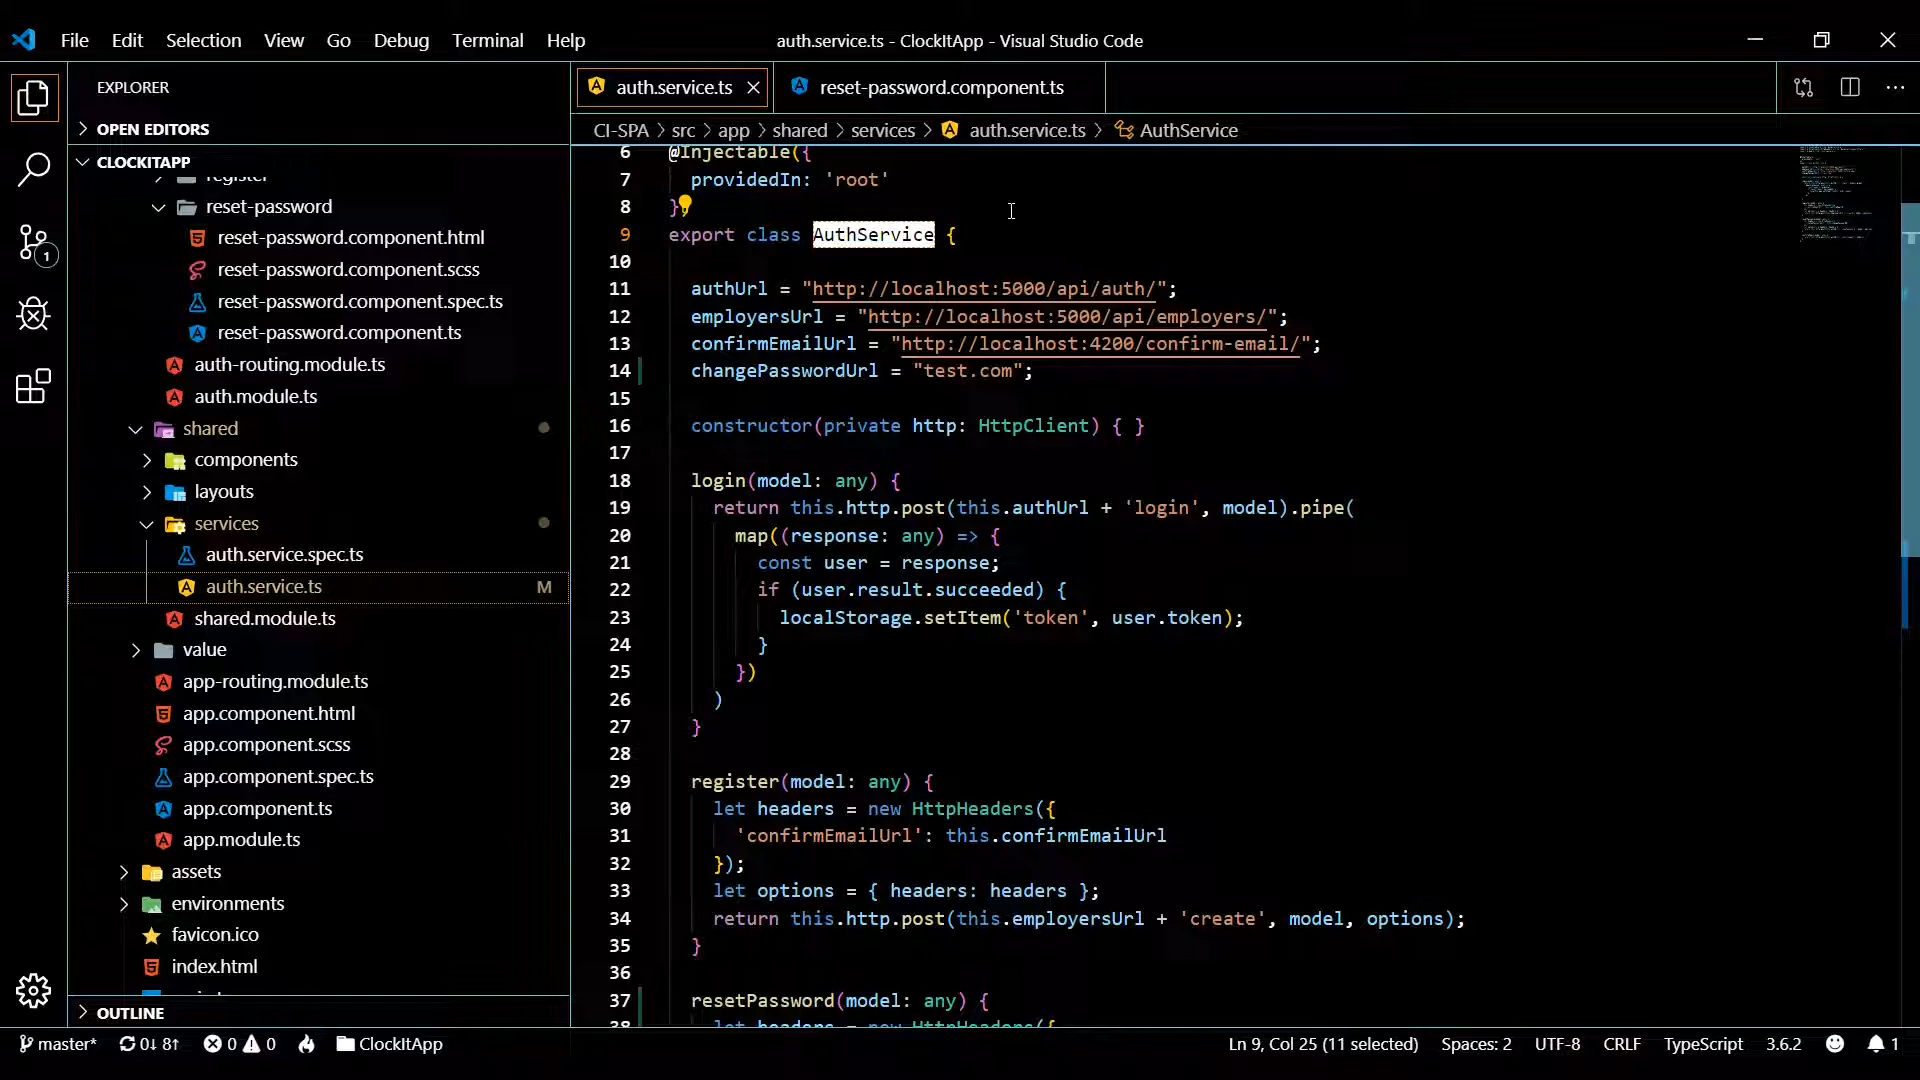 File Edit Selection View Go Debug Terminal Help
auth.service.ts - ClockItApp - Visual Studio Code
EXPLORER
OPEN EDITORS
CLOCKITAPP
register
reset-password
reset-password.component.html
reset-password.component.scss
reset-password.component.spec.ts
reset-password.component.ts
auth-routing.module.ts
auth.module.ts
shared
components
layouts
services
auth.service.spec.ts
auth.service.ts M
shared.module.ts
value
app-routing.module.ts
app.component.html
app.component.scss
app.component.spec.ts
app.component.ts
app.module.ts
assets
environments
favicon.ico
index.html
OUTLINE
1
auth.service.ts
reset-password.component.ts
CI-SPA > src > app > shared > services > auth.service.ts > AuthService
6 @Injectable({
7 providedIn: 'root'
8 }
9 export class AuthService {
10
11 authUrl = "http://localhost:5000/api/auth/";
12 employersUrl = "http://localhost:5000/api/employers/";
13 confirmEmailUrl = "http://localhost:4200/confirm-email/";
14 changePasswordUrl = "test.com";
15
16 constructor(private http: HttpClient) { }
17
18 login(model: any) {
19 return this.http.post(this.authUrl + 'login', model).pipe(
20 map((response: any) => {
21 const user = response;
22 if (user.result.succeeded) {
23 localStorage.setItem('token', user.token);
24 }
25 })
26 )
27 }
28
29 register(model: any) {
30 let headers = new HttpHeaders({
31 'confirmEmailUrl': this.confirmEmailUrl
32 });
33 let options = { headers: headers };
34 return this.http.post(this.employersUrl + 'create', model, options);
35 }
36
37 resetPassword(model: any) {
38 let headers = new HttpHeaders({
master* 0↓ 8↑ 0 0 ClockItApp
Ln 9, Col 25 (11 selected) Spaces: 2 UTF-8 CRLF TypeScript 3.6.2 1